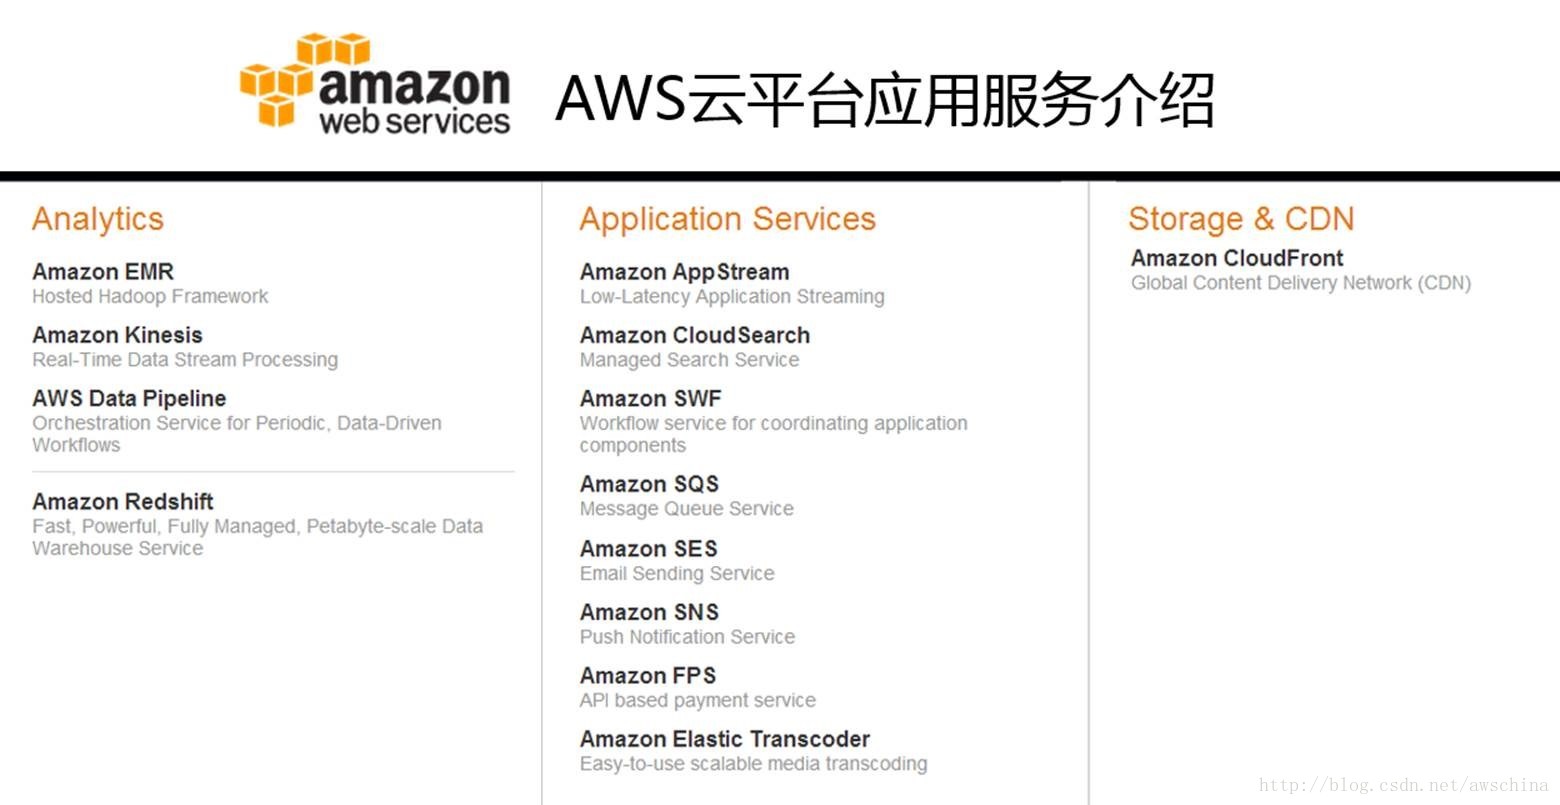 amazon
web services
AWS云平台应用服务介绍
Analytics
Amazon EMR
Hosted Hadoop Framework
Amazon Kinesis
Real-Time Data Stream Processing
AWS Data Pipeline
Orchestration Service for Periodic, Data-Driven
Workflows
Amazon Redshift
Fast, Powerful, Fully Managed, Petabyte-scale Data
Warehouse Service
Application Services
Amazon AppStream
Low-Latency Application Streaming
Amazon CloudSearch
Managed Search Service
Amazon SWF
Workflow service for coordinating application
components
Amazon SQS
Message Queue Service
Amazon SES
Email Sending Service
Amazon SNS
Push Notification Service
Amazon FPS
API based payment service
Amazon Elastic Transcoder
Easy-to-use scalable media transcoding
Storage & CDN
Amazon CloudFront
Global Content Delivery Network (CDN)
http://blog.csdn.net/awschina